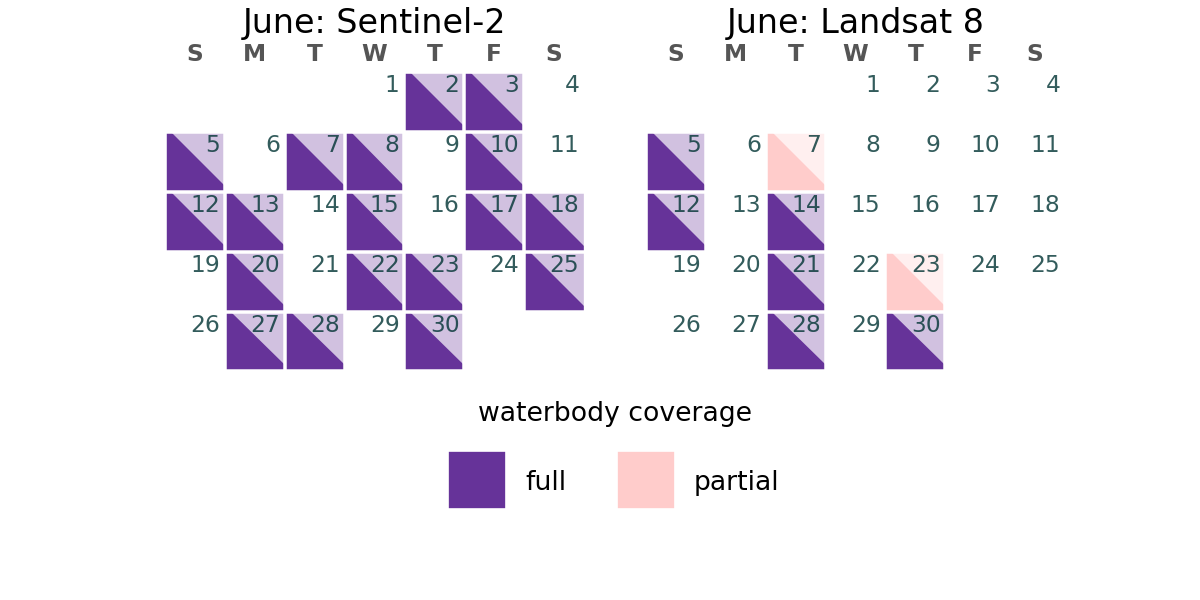 June: Sentinel-2
S M T W T F S
1 2 3 4
5 6 7 8 9 10 11
12 13 14 15 16 17 18
19 20 21 22 23 24 25
26 27 28 29 30
June: Landsat 8
S M T W T F S
1 2 3 4
5 6 7 8 9 10 11
12 13 14 15 16 17 18
19 20 21 22 23 24 25
26 27 28 29 30
waterbody coverage
full partial